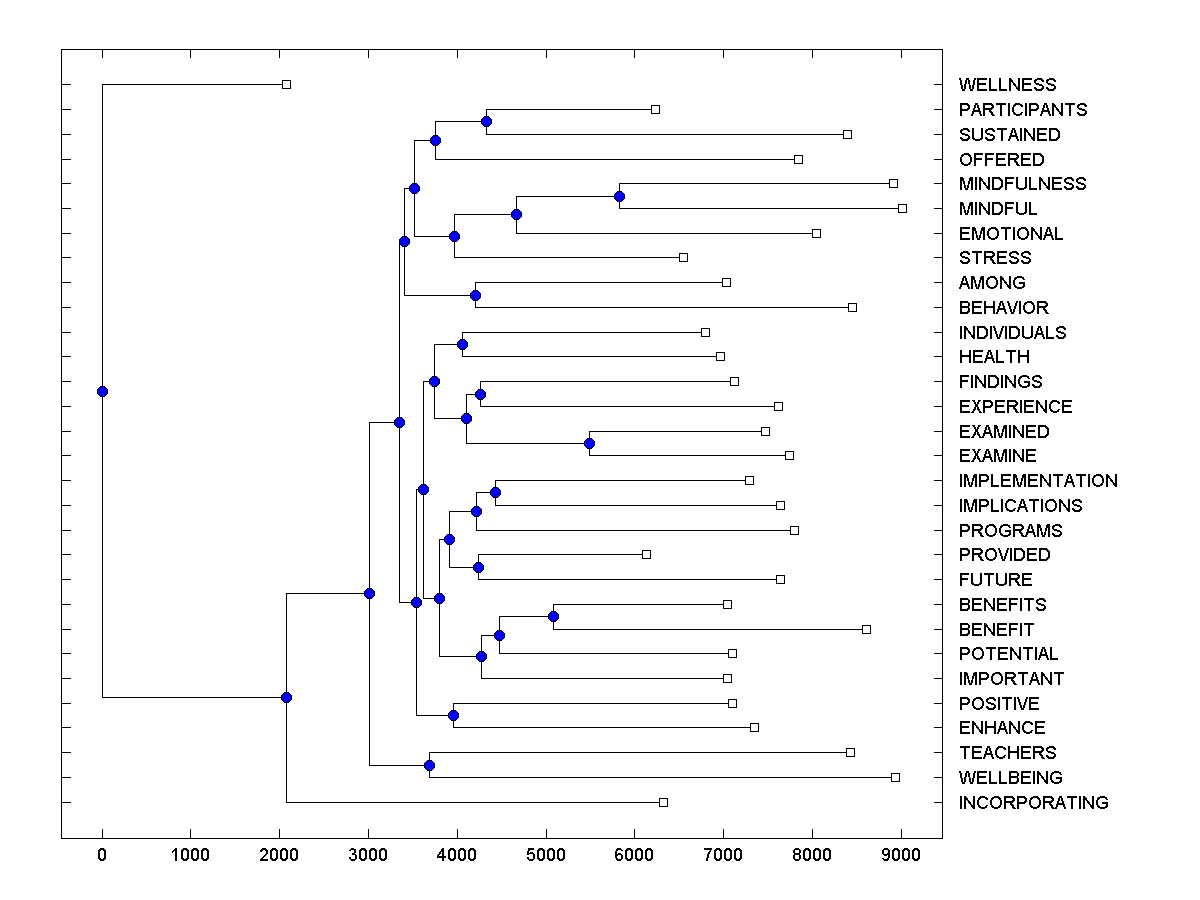 WELLNESS
PARTICIPANTS
SUSTAINED
OFFERED
MINDFULNESS
MINDFUL
EMOTIONAL
STRESS
AMONG
BEHAVIOR
INDIVIDUALS
HEALTH
FINDINGS
EXPERIENCE
EXAMINED
EXAMINE
IMPLEMENTATION
IMPLICATIONS
PROGRAMS
PROVIDED
FUTURE
BENEFITS
BENEFIT
POTENTIAL
IMPORTANT
POSITIVE
ENHANCE
TEACHERS
WELLBEING
INCORPORATING
0 1000 2000 3000 4000 5000 6000 7000 8000 9000